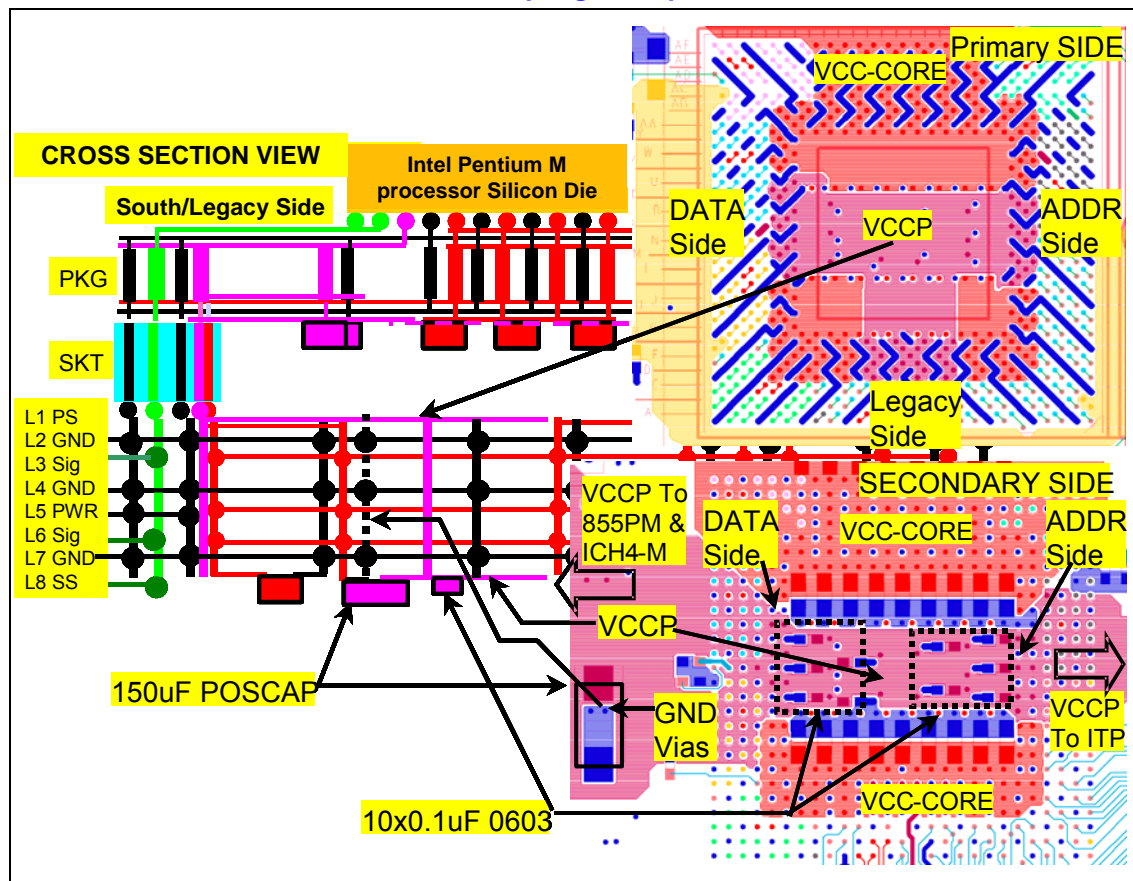 CROSS SECTION VIEW
Intel Pentium M
processor Silicon Die
South/Legacy Side
PKG
SKT
L1 PS
L2 GND
L3 Sig
L4 GND
L5 PWR
L6 Sig
L7 GND
L8 SS
150uF POSCAP
10x0.1uF 0603
Primary SIDE
VCC-CORE
DATA
Side
VCCP
ADDR
Side
Legacy
Side
SECONDARY SIDE
VCCP To
855PM &
ICH4-M
DATA
Side
VCC-CORE
ADDR
Side
VCCP
GND
Vias
VCCP
To ITP
VCC-CORE